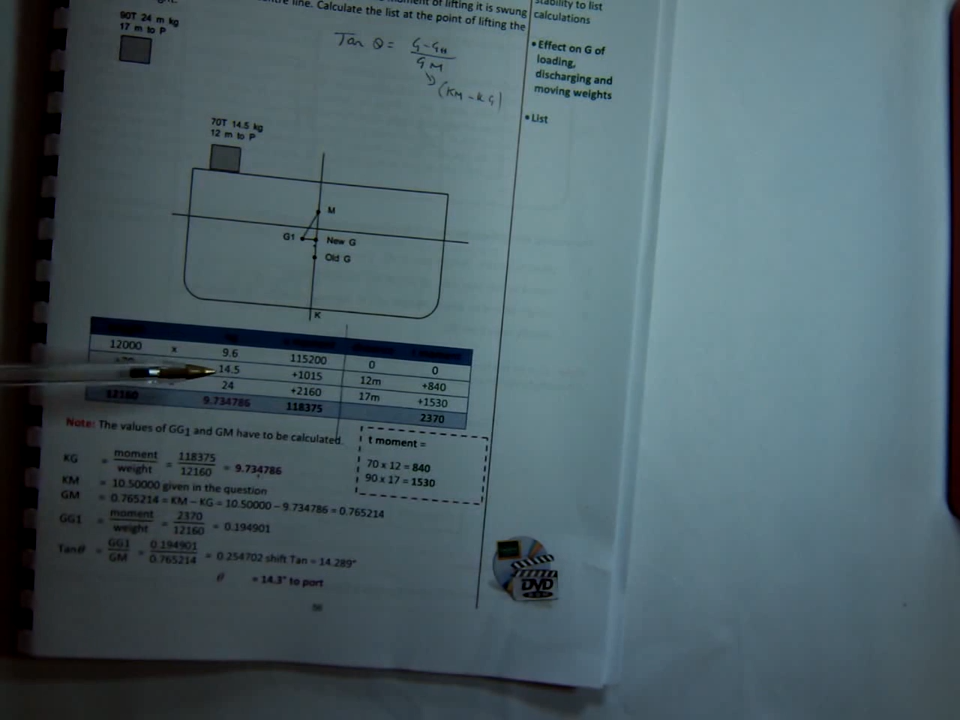 moment of lifting it is swung
centre line. Calculate the list at the point of lifting the
stability to list
calculations
• Effect on G of
loading,
discharging and
moving weights
• List
90T 24 m kg
17 m to P
Tan θ = G-GH
GM
(KM - KG)
70T 14.5 kg
12 m to P
M
G1
New G
Old G
K
12000 x 9.6 115200 0 0
14.5 +1015 12m +840
24 +2160 17m +1530
12160 9.734786 118375 2370
Note: The values of GG1 and GM have to be calculated.
t moment =
70 x 12 = 840
90 x 17 = 1530
KG = moment/weight = 118375/12160 = 9.734786
KM = 10.50000 given in the question
GM = 0.765214 = KM – KG = 10.50000 – 9.734786 = 0.765214
GG1 = moment/weight = 2370/12160 = 0.194901
Tanθ = GG1/GM = 0.194901/0.765214 = 0.254702 shift Tan = 14.289°
θ = 14.3° to port
DVD